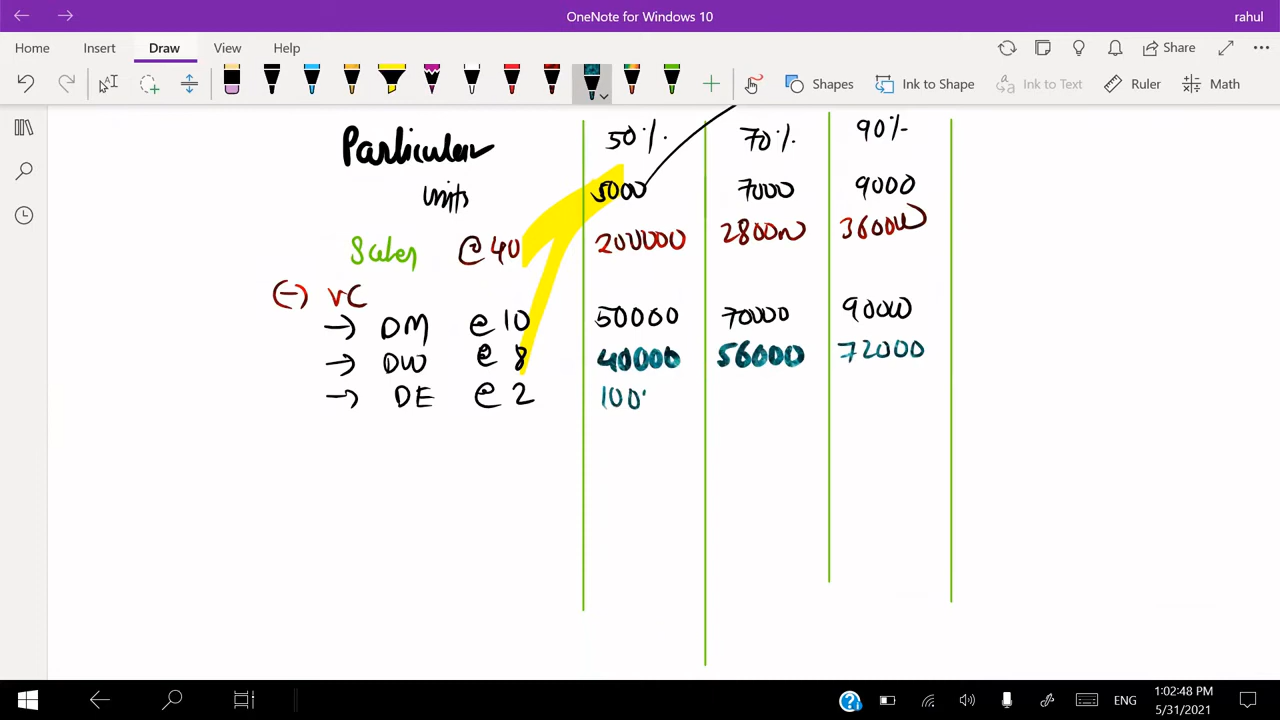 OneNote for Windows 10
rahul
Home Insert Draw View Help
Share
Shapes Ink to Shape Ink to Text Ruler Math
Particular 50% 70% 90%
units 5000 7000 9000
Sales @ 40 200000 280000 360000
(-) VC
→ DM @ 10 50000 70000 90000
→ DW @ 8 40000 56000 72000
→ DE @ 2 100
ENG
1:02:48 PM
5/31/2021